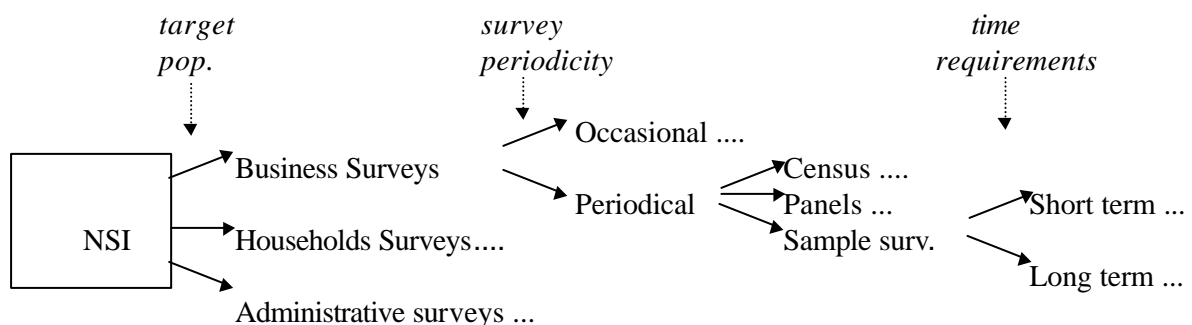 target
pop.
survey
periodicity
time
requirements
Occasional ....
Business Surveys
Census ....
Periodical
Panels ...
Short term ...
NSI
Households Surveys....
Sample surv.
Long term ...
Administrative surveys ...